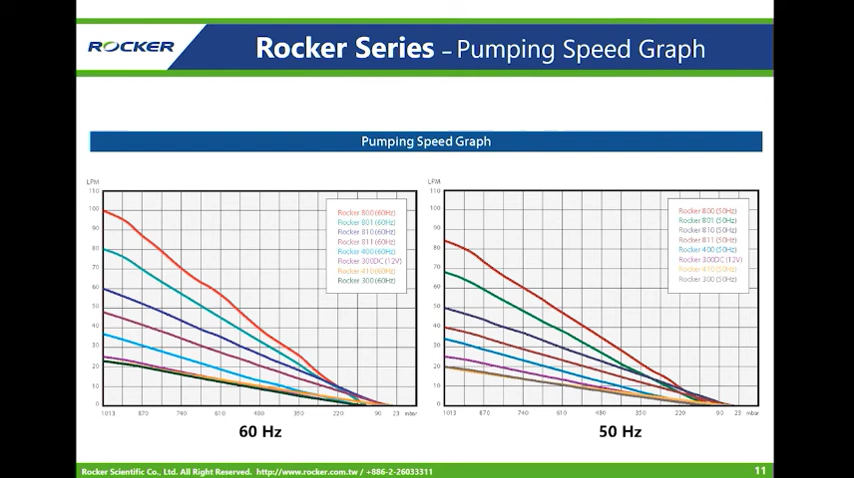 ROCKER
Rocker Series – Pumping Speed Graph
Pumping Speed Graph
LPM
110
100
90
80
70
60
50
40
30
20
10
0
1013 870 740 610 480 350 220 90 23 mbar
Rocker 800 (60Hz)
Rocker 801 (60Hz)
Rocker 810 (60Hz)
Rocker 811 (60Hz)
Rocker 400 (60Hz)
Rocker 300DC (12V)
Rocker 410 (60Hz)
Rocker 300 (60Hz)
60 Hz
LPM
110
100
90
80
70
60
50
40
30
20
10
0
1013 870 740 610 480 350 220 90 23 mbar
Rocker 800 (50Hz)
Rocker 801 (50Hz)
Rocker 810 (50Hz)
Rocker 811 (50Hz)
Rocker 400 (50Hz)
Rocker 300DC (12V)
Rocker 410 (50Hz)
Rocker 300 (50Hz)
50 Hz
Rocker Scientific Co., Ltd. All Right Reserved. http://www.rocker.com.tw / +886-2-26033311
11